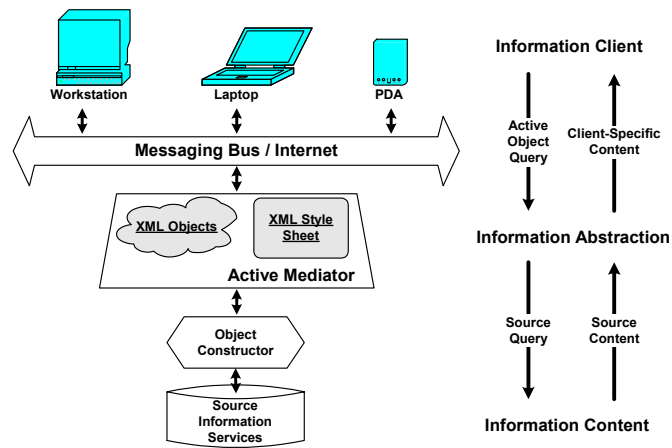 Workstation
Laptop
PDA
Messaging Bus / Internet
XML Objects
XML Style
Sheet
Active Mediator
Object
Constructor
Source
Information
Services
Information Client
Active
Object
Query
Client-Specific
Content
Information Abstraction
Source
Query
Source
Content
Information Content